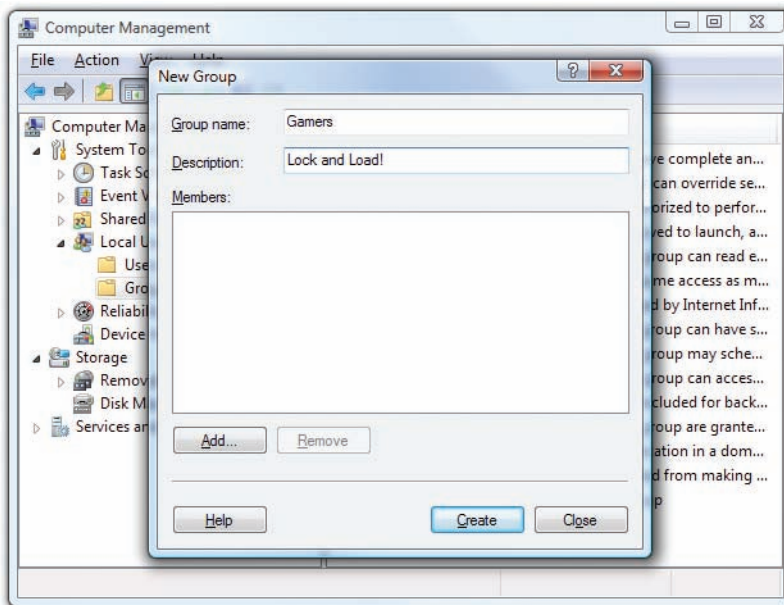 Computer Management
File Action View Help
New Group
Group name: Gamers
Description: Lock and Load!
Members:
Add... Remove
Help Create Close
Computer Ma
System To
Task Sc
Event V
Shared
Local U
Use
Gro
Reliabil
Device
Storage
Remov
Disk M
Services an
ve complete an...
can override se...
orized to perfor...
ved to launch, a...
roup can read e...
me access as m...
d by Internet Inf...
roup can have s...
roup may sche...
roup can acces...
cluded for back...
roup are grante...
ation in a dom...
d from making ...
p